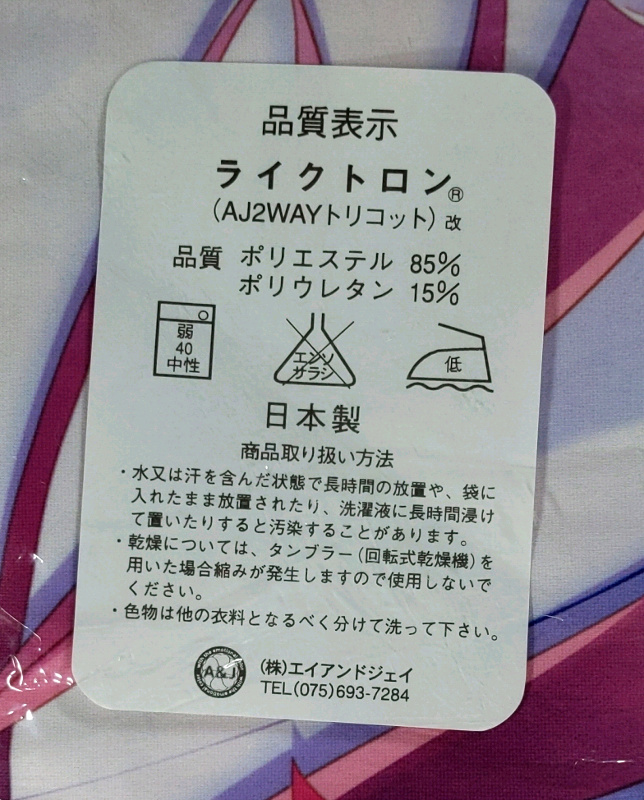 品質表示
ライクトロン®
(AJ2WAYトリコット)改
品質 ポリエステル 85%
ポリウレタン 15%
弱
40
中性
エンソ
サラシ
低
日本製
商品取り扱い方法
・水又は汗を含んだ状態で長時間の放置や、袋に
入れたまま放置されたり、洗濯液に長時間浸け
て置いたりすると汚染することがあります。
・乾燥については、タンブラー(回転式乾燥機)を
用いた場合縮みが発生しますので使用しないで
ください。
・色物は他の衣料となるべく分けて洗って下さい。
A&J
(株)エイアンドジェイ
TEL(075)693-7284